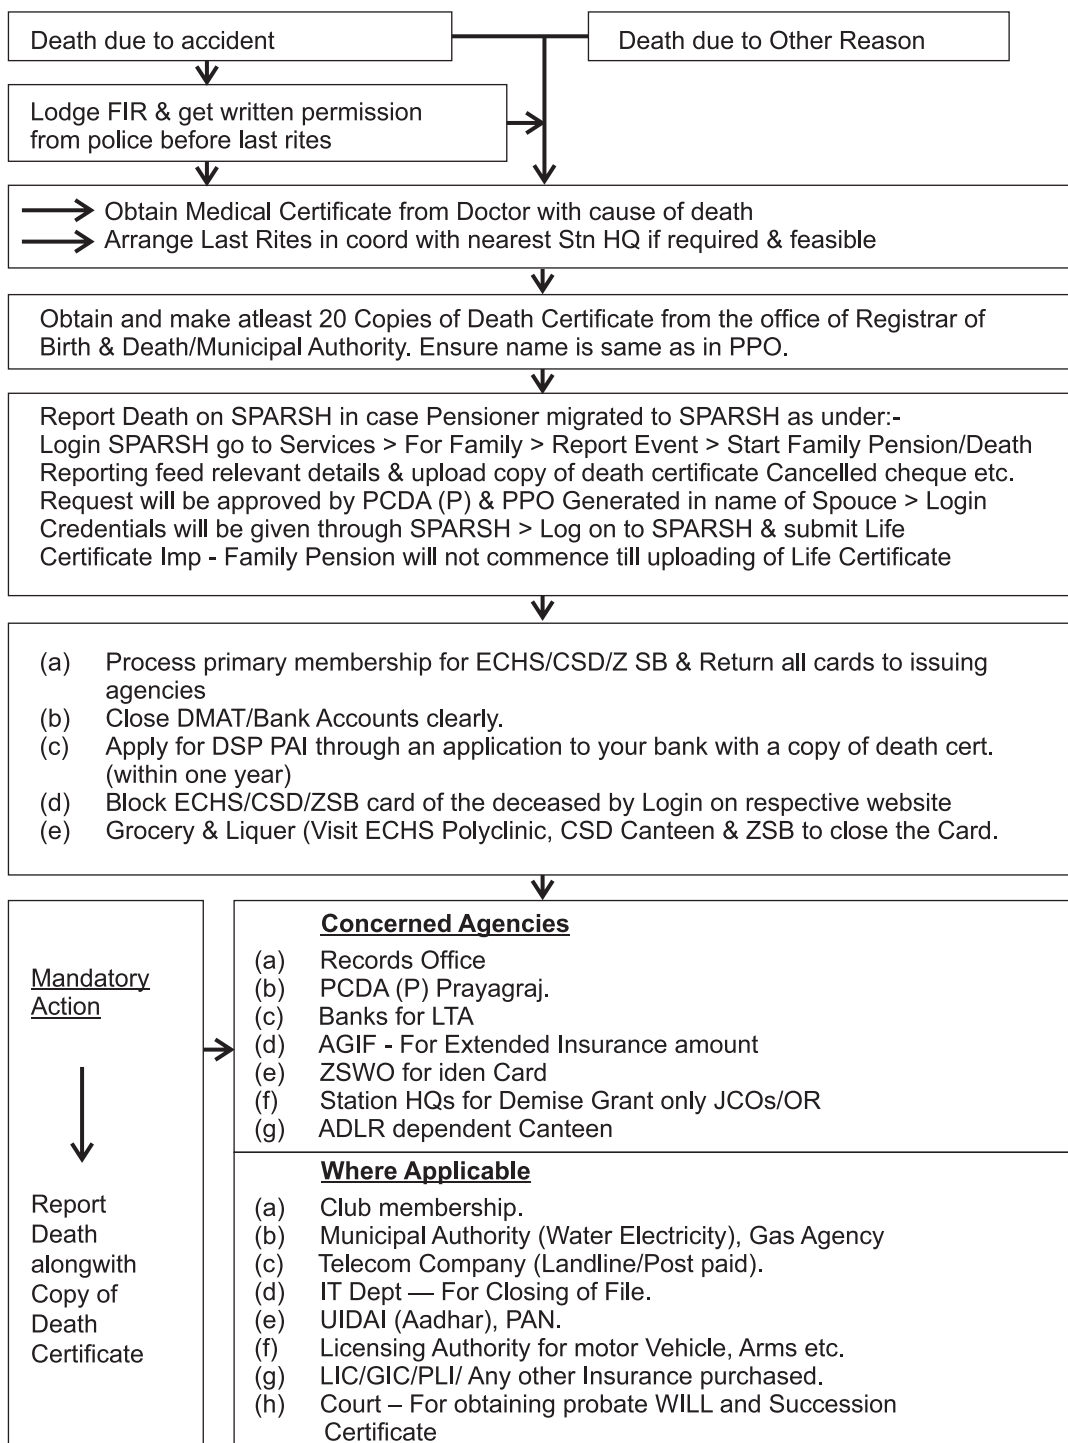 Death due to accident
Death due to Other Reason
Lodge FIR & get written permission
from police before last rites
Obtain Medical Certificate from Doctor with cause of death
Arrange Last Rites in coord with nearest Stn HQ if required & feasible
Obtain and make atleast 20 Copies of Death Certificate from the office of Registrar of
Birth & Death/Municipal Authority. Ensure name is same as in PPO.
Report Death on SPARSH in case Pensioner migrated to SPARSH as under:-
Login SPARSH go to Services > For Family > Report Event > Start Family Pension/Death
Reporting feed relevant details & upload copy of death certificate Cancelled cheque etc.
Request will be approved by PCDA (P) & PPO Generated in name of Spouce > Login
Credentials will be given through SPARSH > Log on to SPARSH & submit Life
Certificate Imp - Family Pension will not commence till uploading of Life Certificate
(a) Process primary membership for ECHS/CSD/Z SB & Return all cards to issuing
agencies
(b) Close DMAT/Bank Accounts clearly.
(c) Apply for DSP PAI through an application to your bank with a copy of death cert.
(within one year)
(d) Block ECHS/CSD/ZSB card of the deceased by Login on respective website
(e) Grocery & Liquer (Visit ECHS Polyclinic, CSD Canteen & ZSB to close the Card.
Mandatory
Action
Report
Death
alongwith
Copy of
Death
Certificate
Concerned Agencies
(a) Records Office
(b) PCDA (P) Prayagraj.
(c) Banks for LTA
(d) AGIF - For Extended Insurance amount
(e) ZSWO for iden Card
(f) Station HQs for Demise Grant only JCOs/OR
(g) ADLR dependent Canteen
Where Applicable
(a) Club membership.
(b) Municipal Authority (Water Electricity), Gas Agency
(c) Telecom Company (Landline/Post paid).
(d) IT Dept — For Closing of File.
(e) UIDAI (Aadhar), PAN.
(f) Licensing Authority for motor Vehicle, Arms etc.
(g) LIC/GIC/PLI/ Any other Insurance purchased.
(h) Court – For obtaining probate WILL and Succession
Certificate